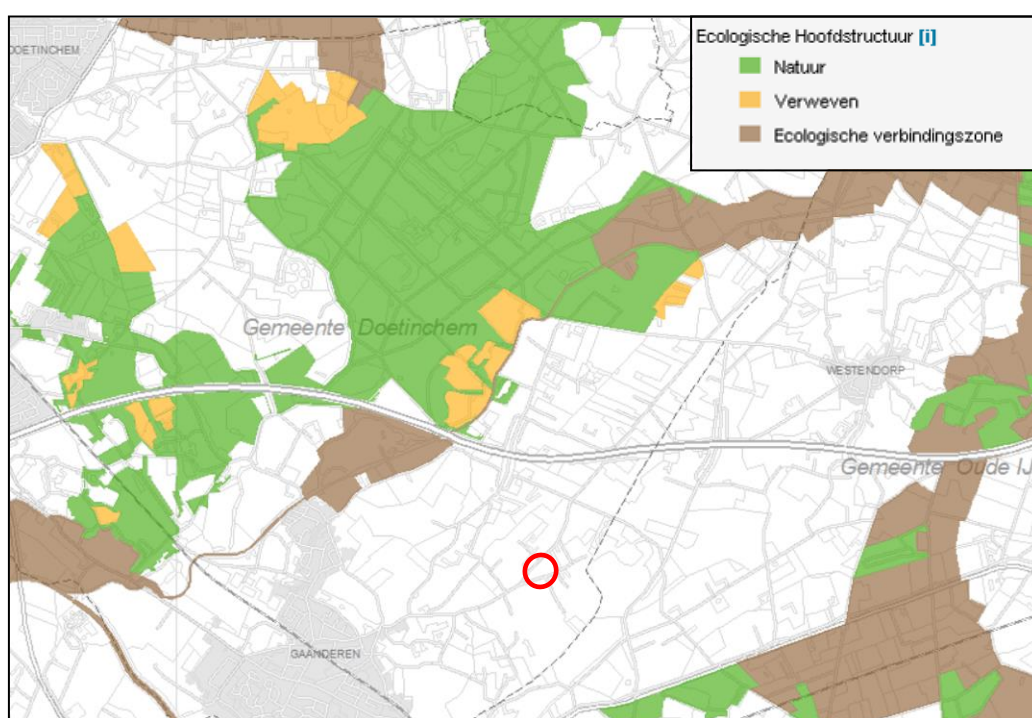 DOETINCHEM
Ecologische Hoofdstructuur [i]
Natuur
Verweven
Ecologische verbindingszone
Gemeente Doetinchem
WESTENDORP
Gemeente Oude IJ
GAANDEREN